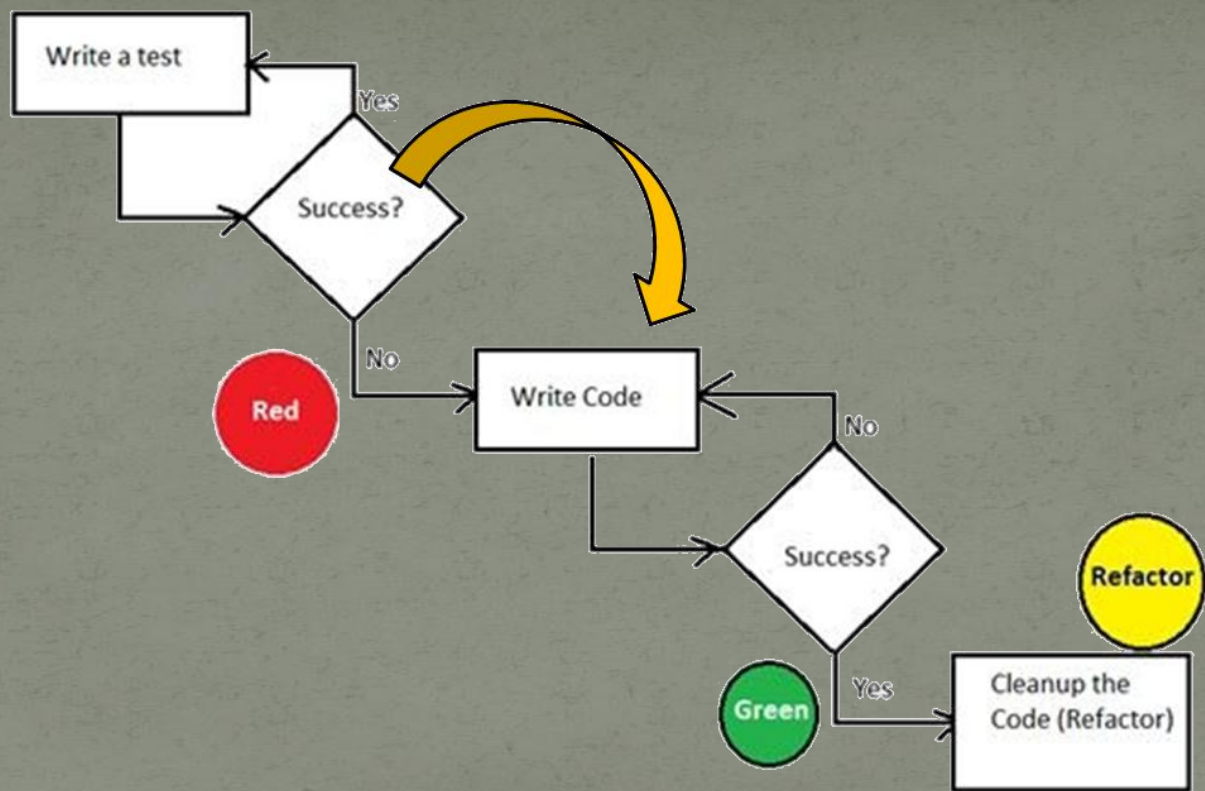 Write a test
Yes
Success?
No
Red
Write Code
No
Success?
Refactor
Green
Yes
Cleanup the
Code (Refactor)